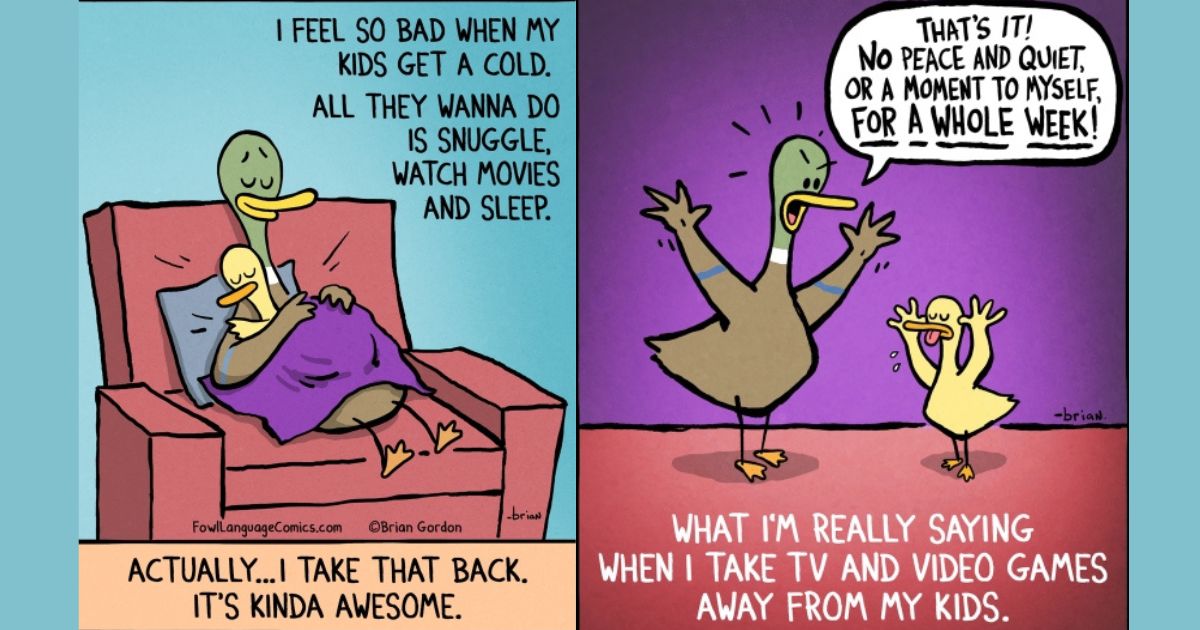 I FEEL SO BAD WHEN MY
KIDS GET A COLD.
ALL THEY WANNA DO
IS SNUGGLE,
WATCH MOVIES
AND SLEEP.
FowlLanguageComics.com ©Brian Gordon
-brian
ACTUALLY...I TAKE THAT BACK.
IT'S KINDA AWESOME.
THAT'S IT!
NO PEACE AND QUIET,
OR A MOMENT TO MYSELF,
FOR A WHOLE WEEK!
-brian.
WHAT I'M REALLY SAYING
WHEN I TAKE TV AND VIDEO GAMES
AWAY FROM MY KIDS.